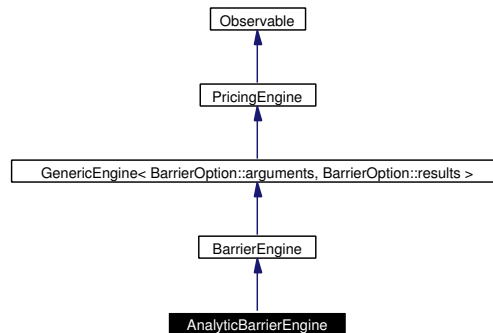 Observable
PricingEngine
GenericEngine< BarrierOption::arguments, BarrierOption::results >
BarrierEngine
AnalyticBarrierEngine